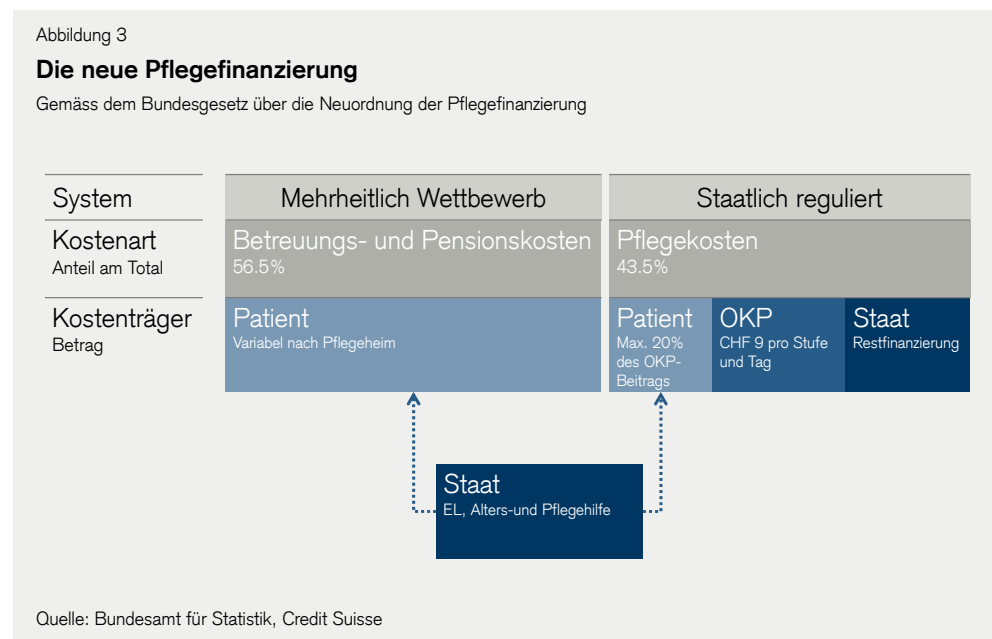 Abbildung 3
Die neue Pflegefinanzierung
Gemäss dem Bundesgesetz über die Neuordnung der Pflegefinanzierung
System
Mehrheitlich Wettbewerb
Staatlich reguliert
Kostenart
Anteil am Total
Betreuungs- und Pensionskosten
56.5%
Pflegekosten
43.5%
Kostenträger
Betrag
Patient
Variabel nach Pflegeheim
Patient
Max. 20%
des OKP-
Beitrags
OKP
CHF 9 pro Stufe
und Tag
Staat
Restfinanzierung
Staat
EL, Alters-und Pflegehilfe
Quelle: Bundesamt für Statistik, Credit Suisse